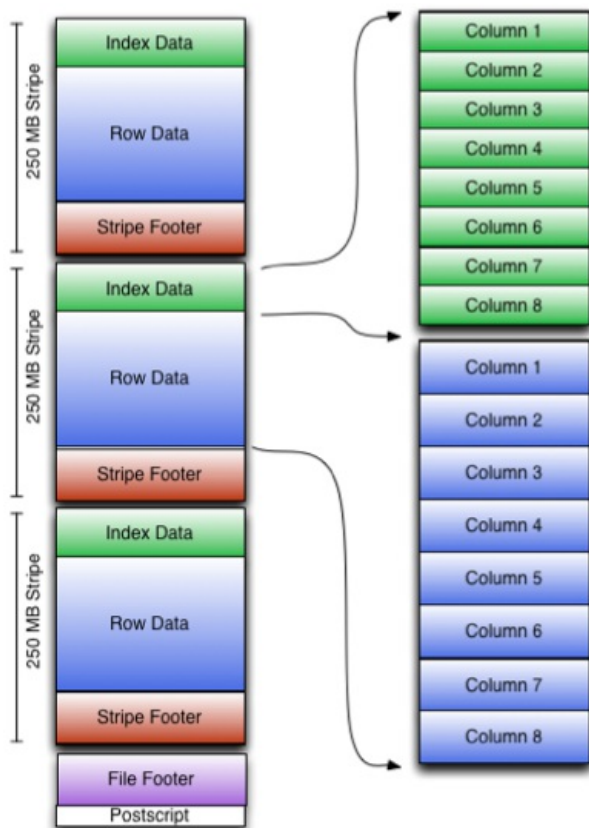 250 MB Stripe
Index Data
Row Data
Stripe Footer
250 MB Stripe
Index Data
Row Data
Stripe Footer
250 MB Stripe
Index Data
Row Data
Stripe Footer
File Footer
Postscript
Column 1
Column 2
Column 3
Column 4
Column 5
Column 6
Column 7
Column 8
Column 1
Column 2
Column 3
Column 4
Column 5
Column 6
Column 7
Column 8